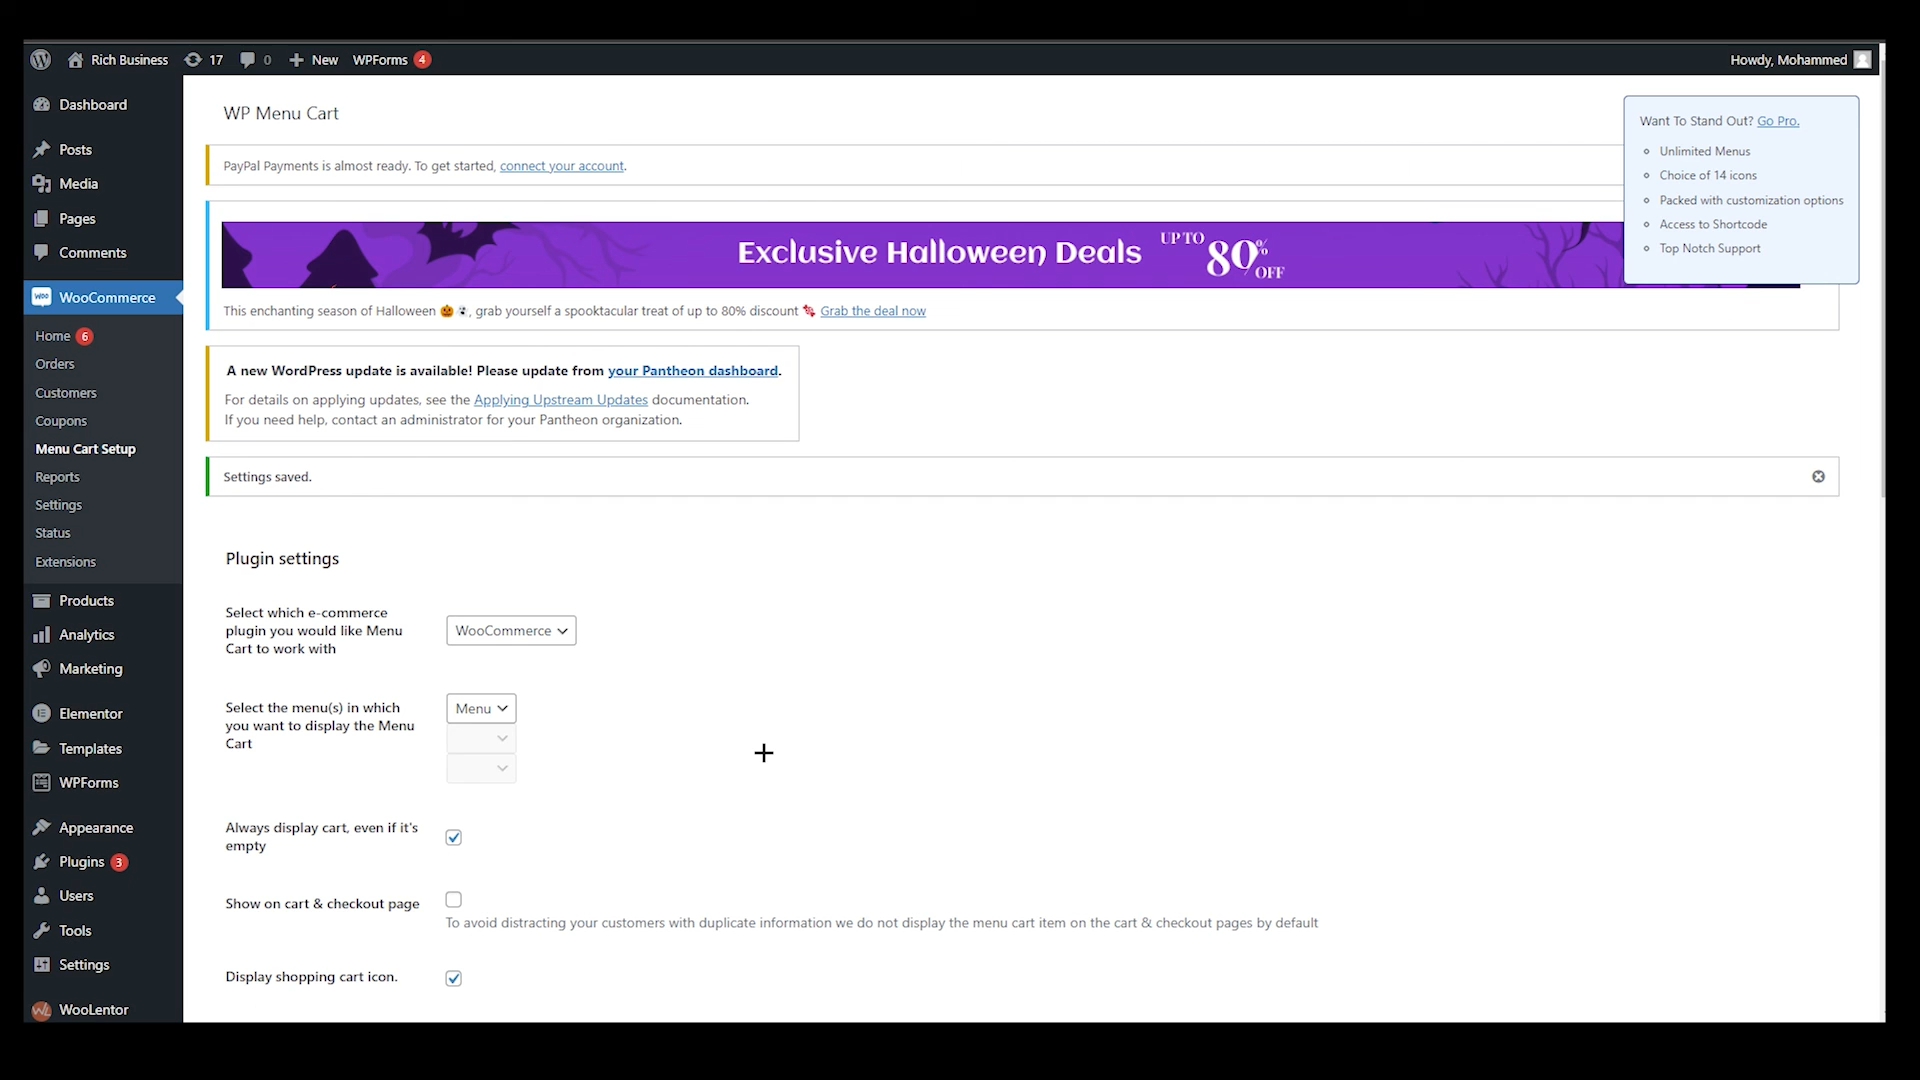 Rich Business 17 0 New WPForms 4 Howdy, Mohammed
Dashboard
Posts
Media
Pages
Comments
WooCommerce
Home 6
Orders
Customers
Coupons
Menu Cart Setup
Reports
Settings
Status
Extensions
Products
Analytics
Marketing
Elementor
Templates
WPForms
Appearance
Plugins 3
Users
Tools
Settings
WooLentor
WP Menu Cart
Want To Stand Out? Go Pro.
Unlimited Menus
Choice of 14 icons
Packed with customization options
Access to Shortcode
Top Notch Support
PayPal Payments is almost ready. To get started, connect your account.
Exclusive Halloween Deals UP TO 80% OFF
This enchanting season of Halloween 🎃 👻, grab yourself a spooktacular treat of up to 80% discount 🍬 Grab the deal now
A new WordPress update is available! Please update from your Pantheon dashboard.
For details on applying updates, see the Applying Upstream Updates documentation.
If you need help, contact an administrator for your Pantheon organization.
Settings saved.
Plugin settings
Select which e-commerce
plugin you would like Menu
Cart to work with
WooCommerce
Select the menu(s) in which
you want to display the Menu
Cart
Menu
Always display cart, even if it's
empty
Show on cart & checkout page
To avoid distracting your customers with duplicate information we do not display the menu cart item on the cart & checkout pages by default
Display shopping cart icon.